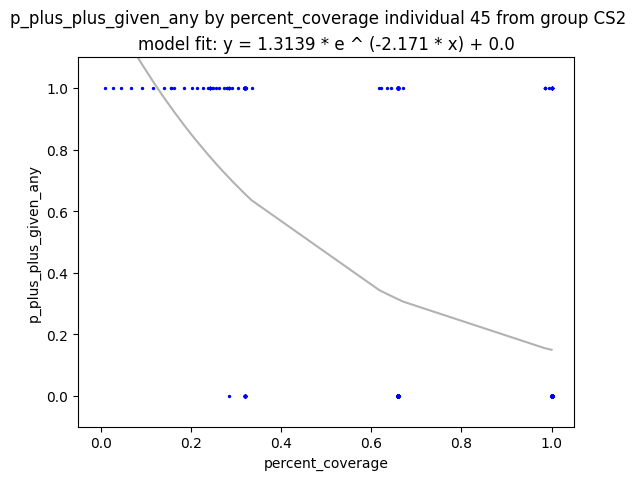 p_plus_plus_given_any by percent_coverage individual 45 from group CS2
model fit: y = 1.3139 * e ^ (-2.171 * x) + 0.0
1.0
0.8
0.6
0.4
0.2
0.0
p_plus_plus_given_any
0.0 0.2 0.4 0.6 0.8 1.0
percent_coverage